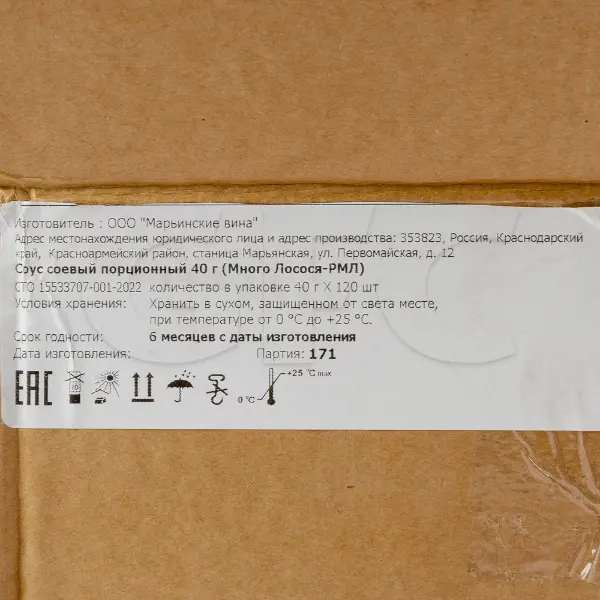 Изготовитель : ООО "Марьинские вина"
Адрес местонахождения юридического лица и адрес производства: 353823, Россия, Краснодарский
край, Красноармейский район, станица Марьянская, ул. Первомайская, д. 12
Соус соевый порционный 40 г (Много Лосося-РМЛ)
СТО 15533707-001-2022 количество в упаковке 40 г X 120 шт
Условия хранения: Хранить в сухом, защищенном от света месте,
при температуре от 0 °С до +25 °С.
Срок годности: 6 месяцев с даты изготовления
Дата изготовления: Партия: 171
EAC 0 °C +25 °C max